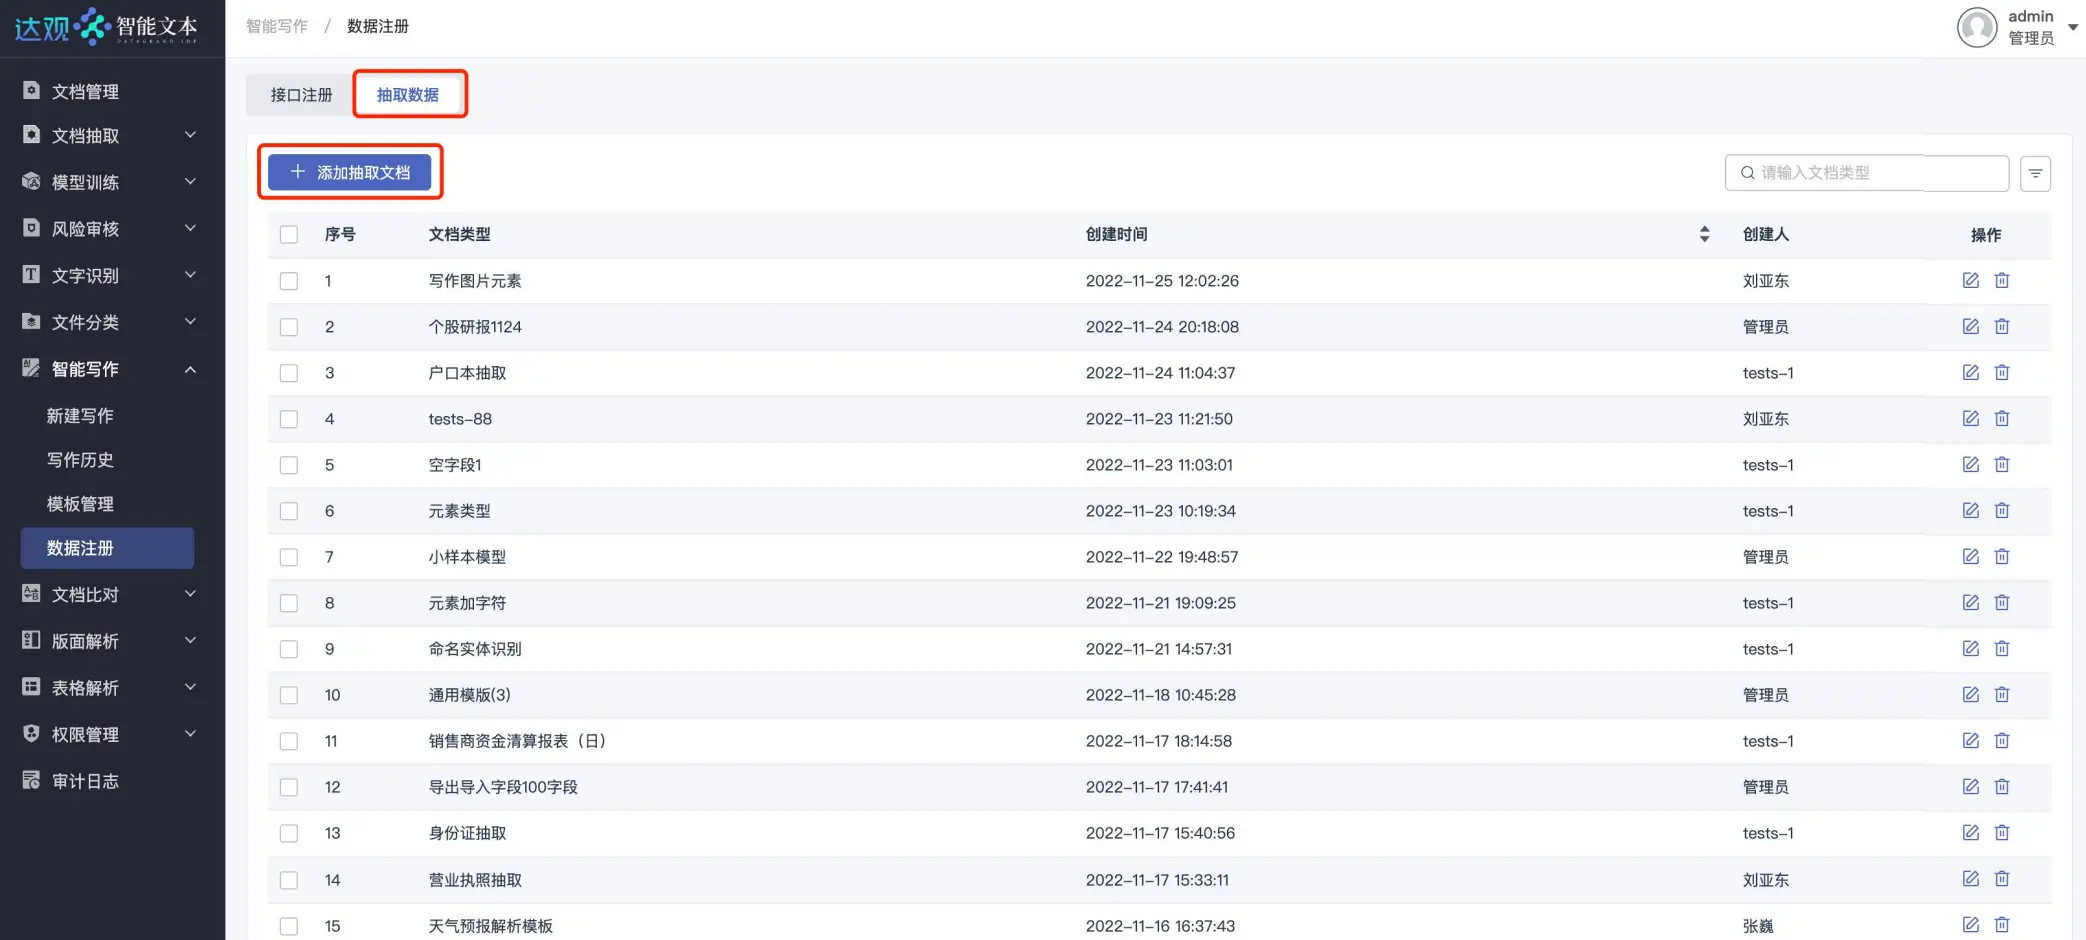 达观 智能文本
DATAGRAND IDP
智能写作 / 数据注册
admin
管理员
文档管理
文档抽取
模型训练
风险审核
文字识别
文件分类
智能写作
新建写作
写作历史
模板管理
数据注册
文档比对
版面解析
表格解析
权限管理
审计日志
接口注册 抽取数据
+ 添加抽取文档
请输入文档类型
序号 文档类型 创建时间 创建人 操作
1 写作图片元素 2022-11-25 12:02:26 刘亚东
2 个股研报1124 2022-11-24 20:18:08 管理员
3 户口本抽取 2022-11-24 11:04:37 tests-1
4 tests-88 2022-11-23 11:21:50 刘亚东
5 空字段1 2022-11-23 11:03:01 tests-1
6 元素类型 2022-11-23 10:19:34 tests-1
7 小样本模型 2022-11-22 19:48:57 管理员
8 元素加字符 2022-11-21 19:09:25 tests-1
9 命名实体识别 2022-11-21 14:57:31 tests-1
10 通用模版(3) 2022-11-18 10:45:28 管理员
11 销售商资金清算报表（日） 2022-11-17 18:14:58 tests-1
12 导出导入字段100字段 2022-11-17 17:41:41 管理员
13 身份证抽取 2022-11-17 15:40:56 tests-1
14 营业执照抽取 2022-11-17 15:33:11 刘亚东
15 天气预报解析模板 2022-11-16 16:37:43 张巍